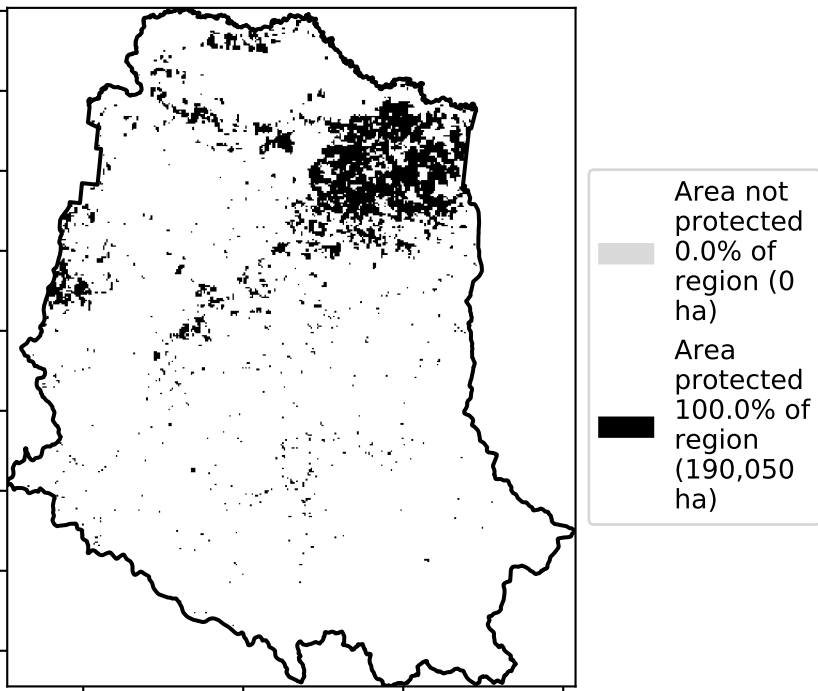 Area not
protected
0.0% of
region (0
ha)
Area
protected
100.0% of
region
(190,050
ha)